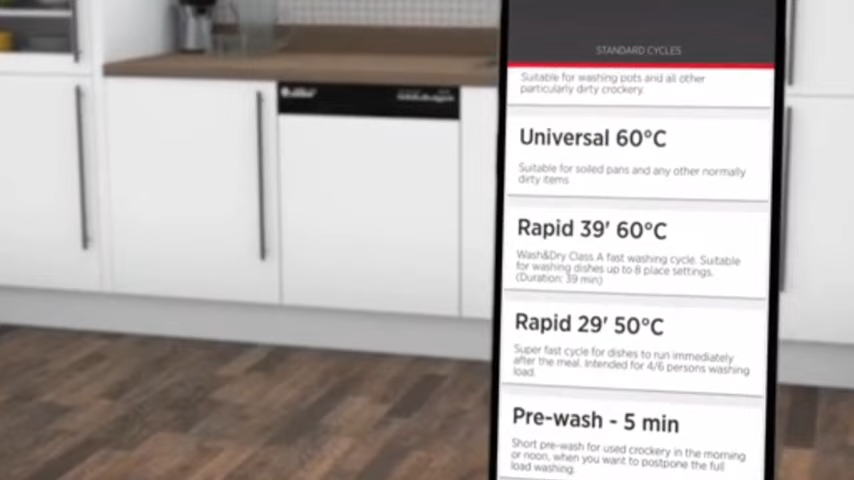 STANDARD CYCLES
Suitable for washing pots and all other
particularly dirty crockery.
Universal 60°C
Suitable for soiled pans and any other normally
dirty items
Rapid 39' 60°C
Wash&Dry Class A fast washing cycle. Suitable
for washing dishes up to 8 place settings.
(Duration: 39 min)
Rapid 29' 50°C
Super fast cycle for dishes to run immediately
after the meal. Intended for 4/6 persons washing
load.
Pre-wash - 5 min
Short pre-wash for used crockery in the morning
or noon, when you want to postpone the full
load washing.